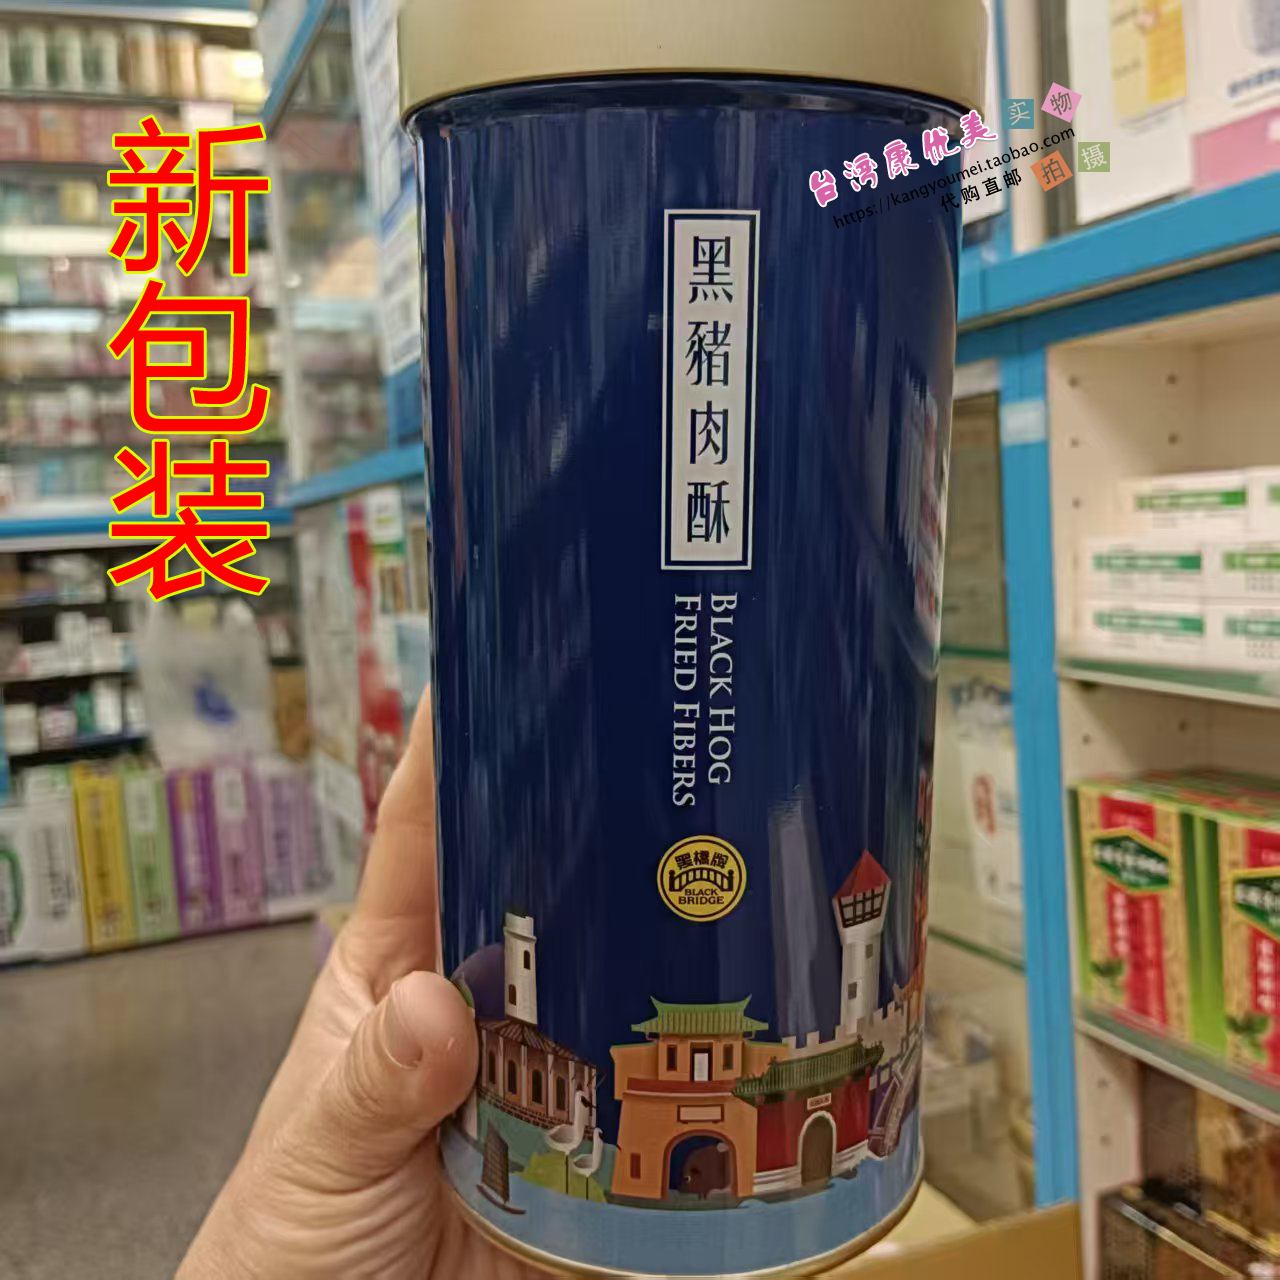 新包装
台湾康优美
实物
拍摄
https://kangyoumei.taobao.com
代购直邮
黑豬肉酥
BLACK HOG
FRIED FIBERS
黑橋牌
BLACK
BRIDGE